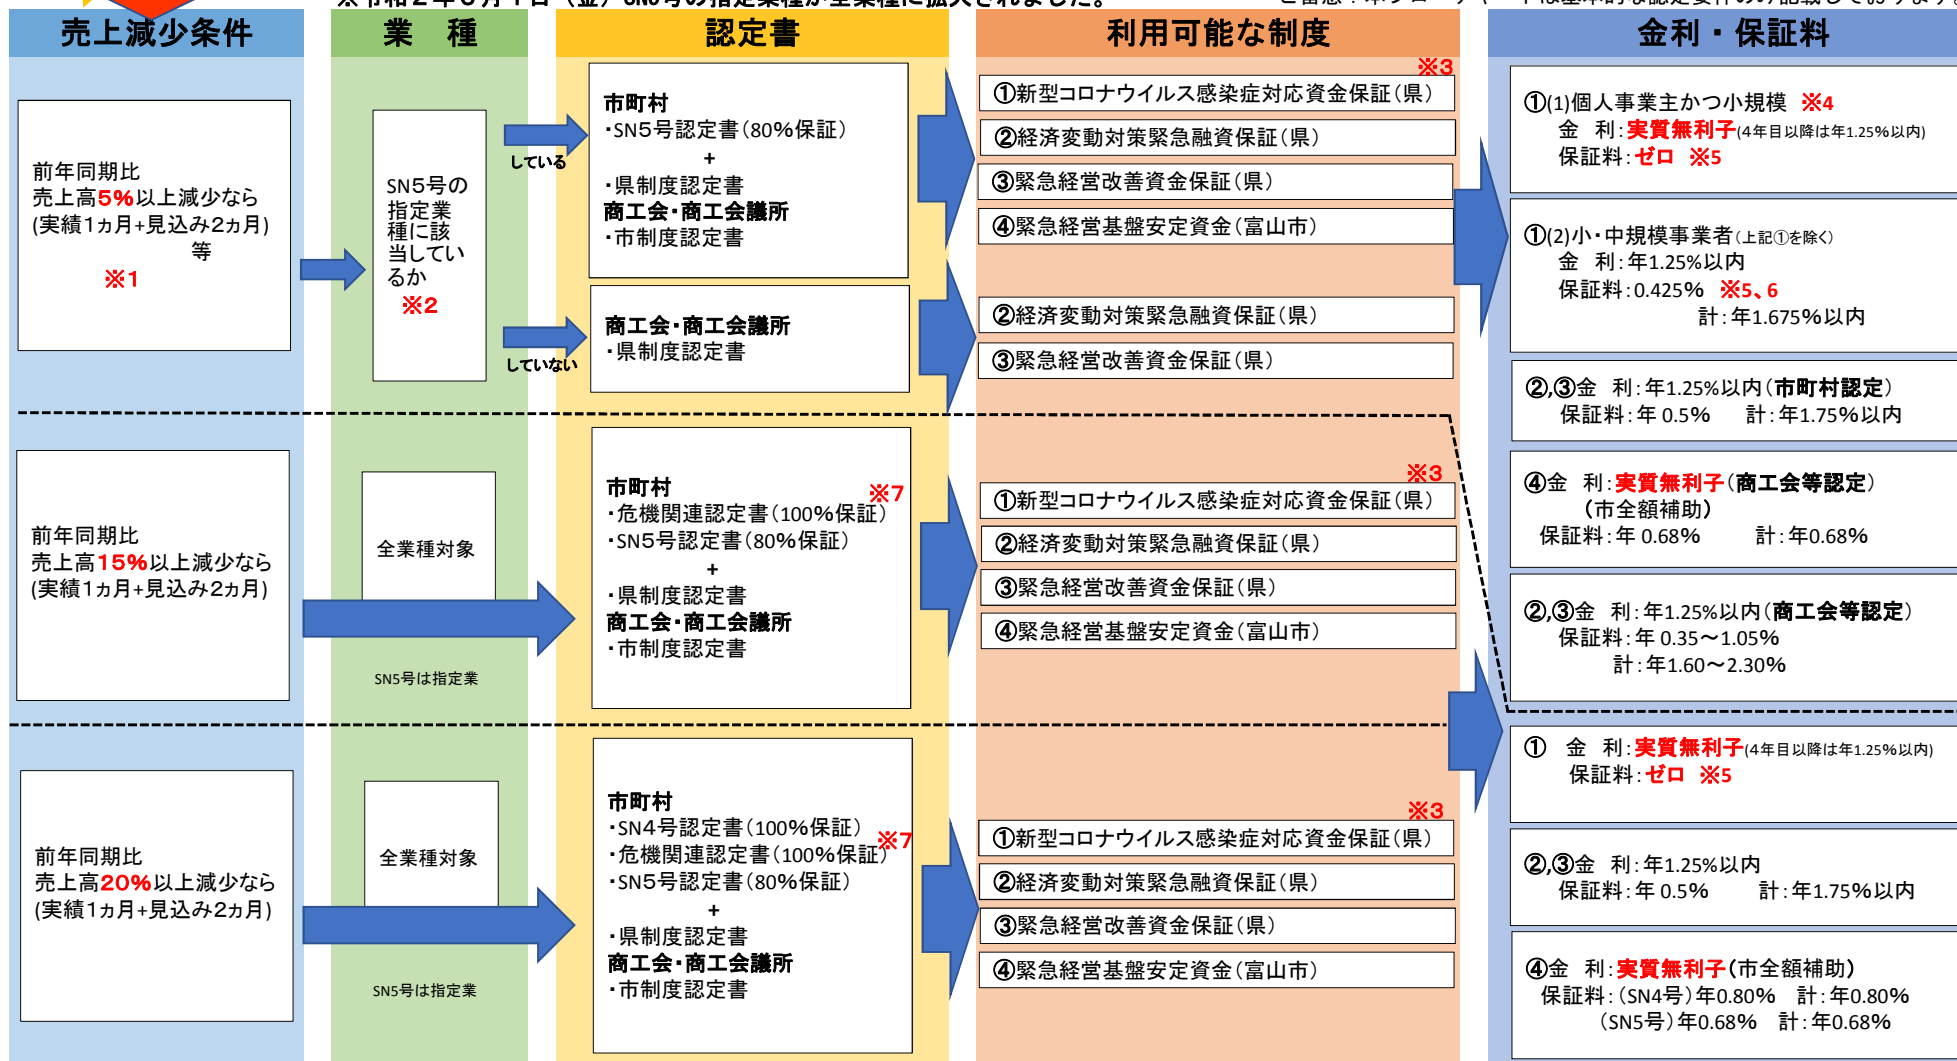 売上減少条件
業　種
認定書
利用可能な制度
金利・保証料
前年同期比
売上高5%以上減少なら
(実績1ヵ月+見込み2ヵ月)
等
※1
SN5号の
指定業
種に該
当してい
るか
※2
している
していない
市町村
・SN5号認定書(80%保証)
+
・県制度認定書
商工会・商工会議所
・市制度認定書
商工会・商工会議所
・県制度認定書
※3
①新型コロナウイルス感染症対応資金保証(県)
②経済変動対策緊急融資保証(県)
③緊急経営改善資金保証(県)
④緊急経営基盤安定資金(富山市)
②経済変動対策緊急融資保証(県)
③緊急経営改善資金保証(県)
①(1)個人事業主かつ小規模 ※4
金 利:実質無利子(4年目以降は年1.25%以内)
保証料:ゼロ ※5
①(2)小・中規模事業者(上記①を除く)
金 利:年1.25%以内
保証料:0.425% ※5、6
計:年1.675%以内
②,③金 利:年1.25%以内(市町村認定)
保証料:年 0.5% 計:年1.75%以内
④金 利:実質無利子(商工会等認定)
(市全額補助)
保証料:年 0.68% 計:年0.68%
②,③金 利:年1.25%以内(商工会等認定)
保証料:年 0.35～1.05%
計:年1.60～2.30%
前年同期比
売上高15%以上減少なら
(実績1ヵ月+見込み2ヵ月)
全業種対象
SN5号は指定業
市町村
※7
・危機関連認定書(100%保証)
・SN5号認定書(80%保証)
+
・県制度認定書
商工会・商工会議所
・市制度認定書
※3
①新型コロナウイルス感染症対応資金保証(県)
②経済変動対策緊急融資保証(県)
③緊急経営改善資金保証(県)
④緊急経営基盤安定資金(富山市)
前年同期比
売上高20%以上減少なら
(実績1ヵ月+見込み2ヵ月)
全業種対象
SN5号は指定業
市町村
・SN4号認定書(100%保証)
・危機関連認定書(100%保証)※7
・SN5号認定書(80%保証)
+
・県制度認定書
商工会・商工会議所
・市制度認定書
※3
①新型コロナウイルス感染症対応資金保証(県)
②経済変動対策緊急融資保証(県)
③緊急経営改善資金保証(県)
④緊急経営基盤安定資金(富山市)
① 金 利:実質無利子(4年目以降は年1.25%以内)
保証料:ゼロ ※5
②,③金 利:年1.25%以内
保証料:年 0.5% 計:年1.75%以内
④金 利:実質無利子(市全額補助)
保証料:(SN4号)年0.80% 計:年0.80%
(SN5号)年0.68% 計:年0.68%